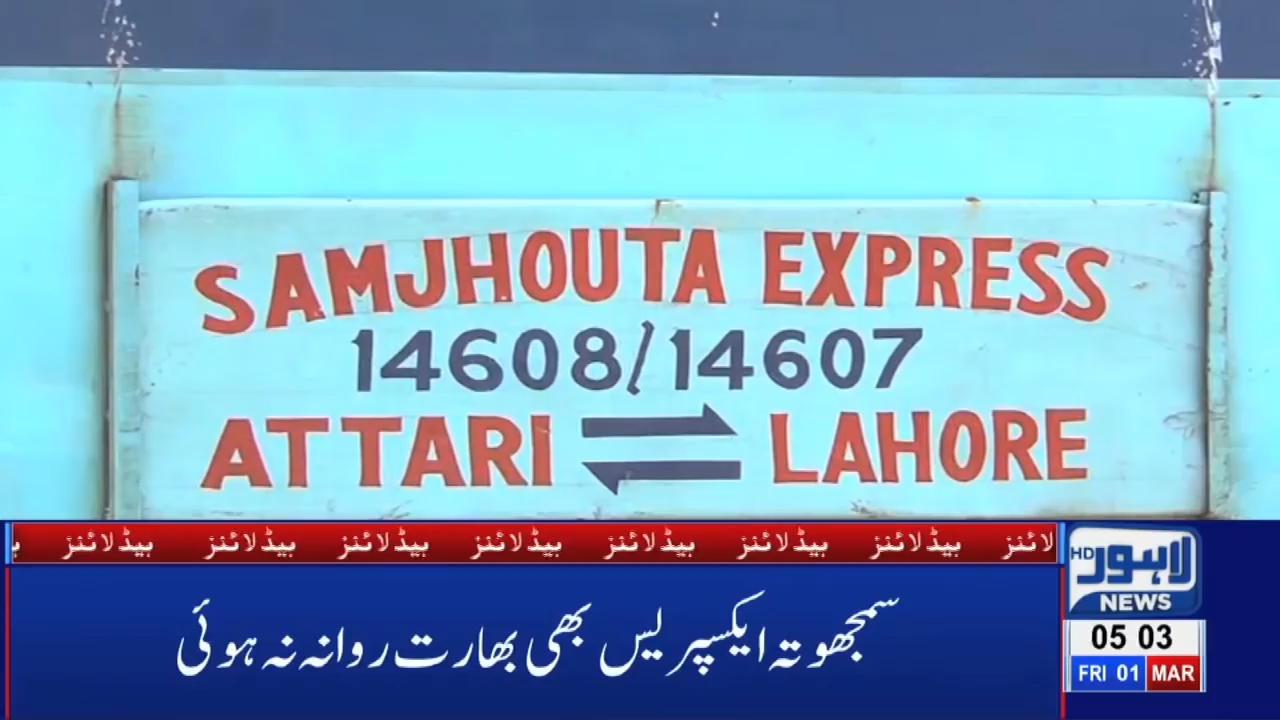 SAMJHOUTA EXPRESS
14608/14607
ATTARI ⇌ LAHORE
ہیڈلائنز ہیڈلائنز ہیڈلائنز ہیڈلائنز ہیڈلائنز ہیڈلائنز ہیڈلائنز لائنز
سمجھوتہ ایکسپریس بھی بھارت روانہ نہ ہوئی
لاہور HD
NEWS
05 03
FRI 01 MAR